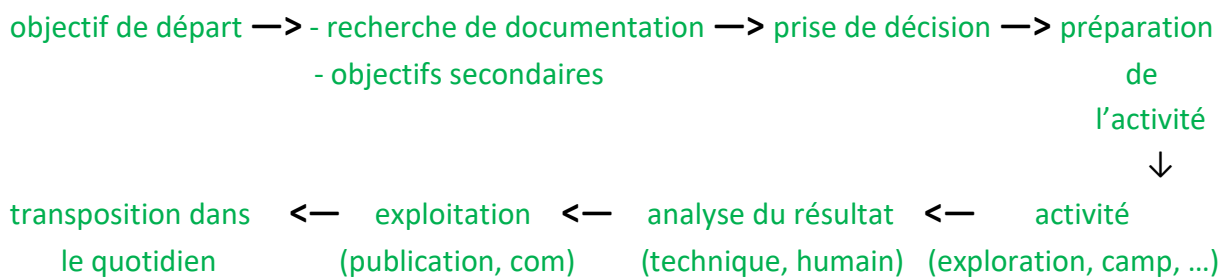 objectif de départ —> - recherche de documentation —> prise de décision —> préparation
- objectifs secondaires de
l’activité
↓
transposition dans <— exploitation <— analyse du résultat <— activité
le quotidien (publication, com) (technique, humain) (exploration, camp, …)